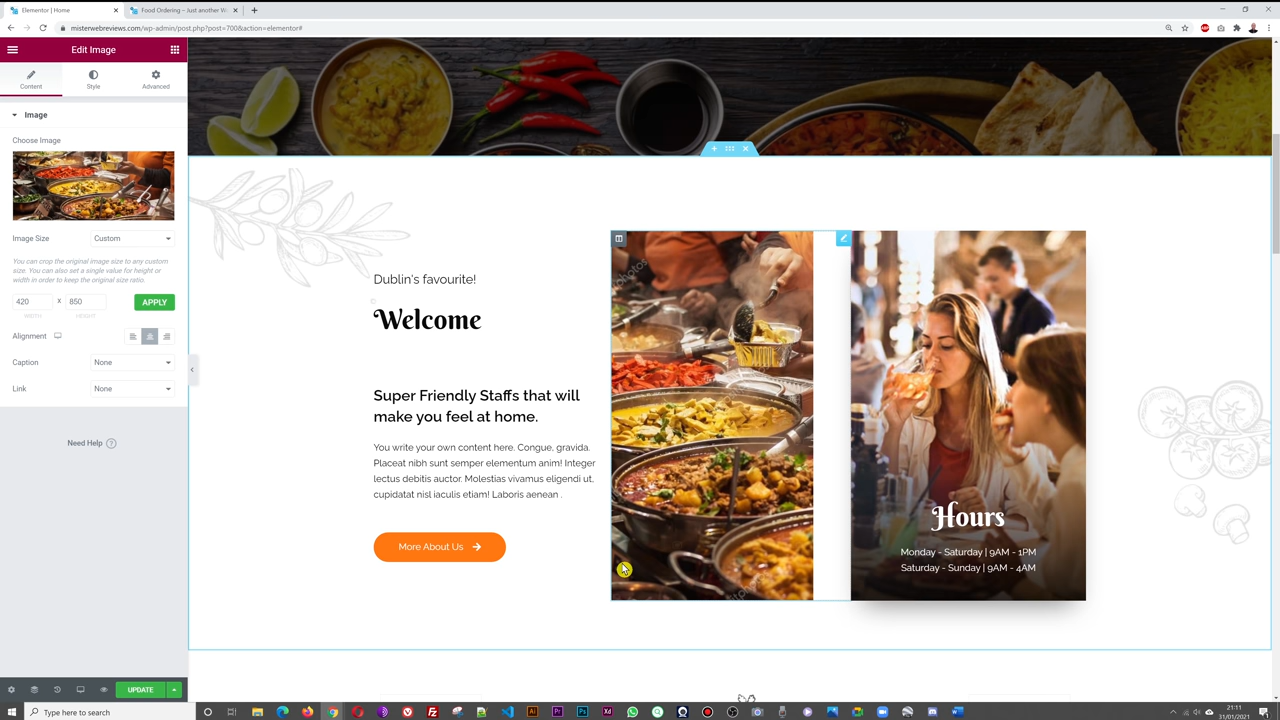 Elementor | Home
Food Ordering – Just another W
misterwebreviews.com/wp-admin/post.php?post=700&action=elementor#
Edit Image
Content
Style
Advanced
Image
Choose Image
Image Size
Custom
You can crop the original image size to any custom
size. You can also set a single value for height or
width in order to keep the original size ratio.
420
x
850
APPLY
WIDTH
HEIGHT
Alignment
Caption
None
Link
None
Need Help
UPDATE
Dublin's favourite!
Welcome
Super Friendly Staffs that will
make you feel at home.
You write your own content here. Congue, gravida.
Placeat nibh sunt semper elementum anim! Integer
lectus debitis auctor. Molestias vivamus eligendi ut,
cupidatat nisl iaculis etiam! Laboris aenean .
More About Us
Hours
Monday - Saturday | 9AM - 1PM
Saturday - Sunday | 9AM - 4AM
Type here to search
21:11
31/01/2021